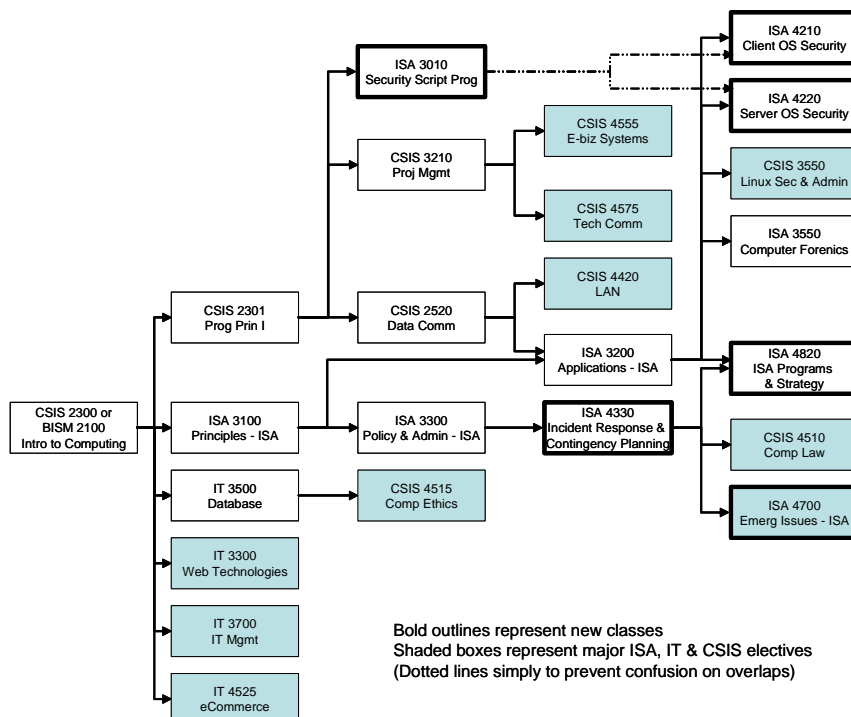 ISA 4210
Client OS Security
ISA 3010
Security Script Prog
ISA 4220
Server OS Security
CSIS 4555
E-biz Systems
CSIS 3210
Proj Mgmt
CSIS 3550
Linux Sec & Admin
CSIS 4575
Tech Comm
ISA 3550
Computer Forenics
CSIS 4420
LAN
CSIS 2301
Prog Prin I
CSIS 2520
Data Comm
ISA 3200
Applications - ISA
ISA 4820
ISA Programs
& Strategy
CSIS 2300 or
BISM 2100
Intro to Computing
ISA 3100
Principles - ISA
ISA 3300
Policy & Admin - ISA
ISA 4330
Incident Response &
Contingency Planning
CSIS 4510
Comp Law
IT 3500
Database
CSIS 4515
Comp Ethics
ISA 4700
Emerg Issues - ISA
IT 3300
Web Technologies
IT 3700
IT Mgmt
IT 4525
eCommerce
Bold outlines represent new classes
Shaded boxes represent major ISA, IT & CSIS electives
(Dotted lines simply to prevent confusion on overlaps)